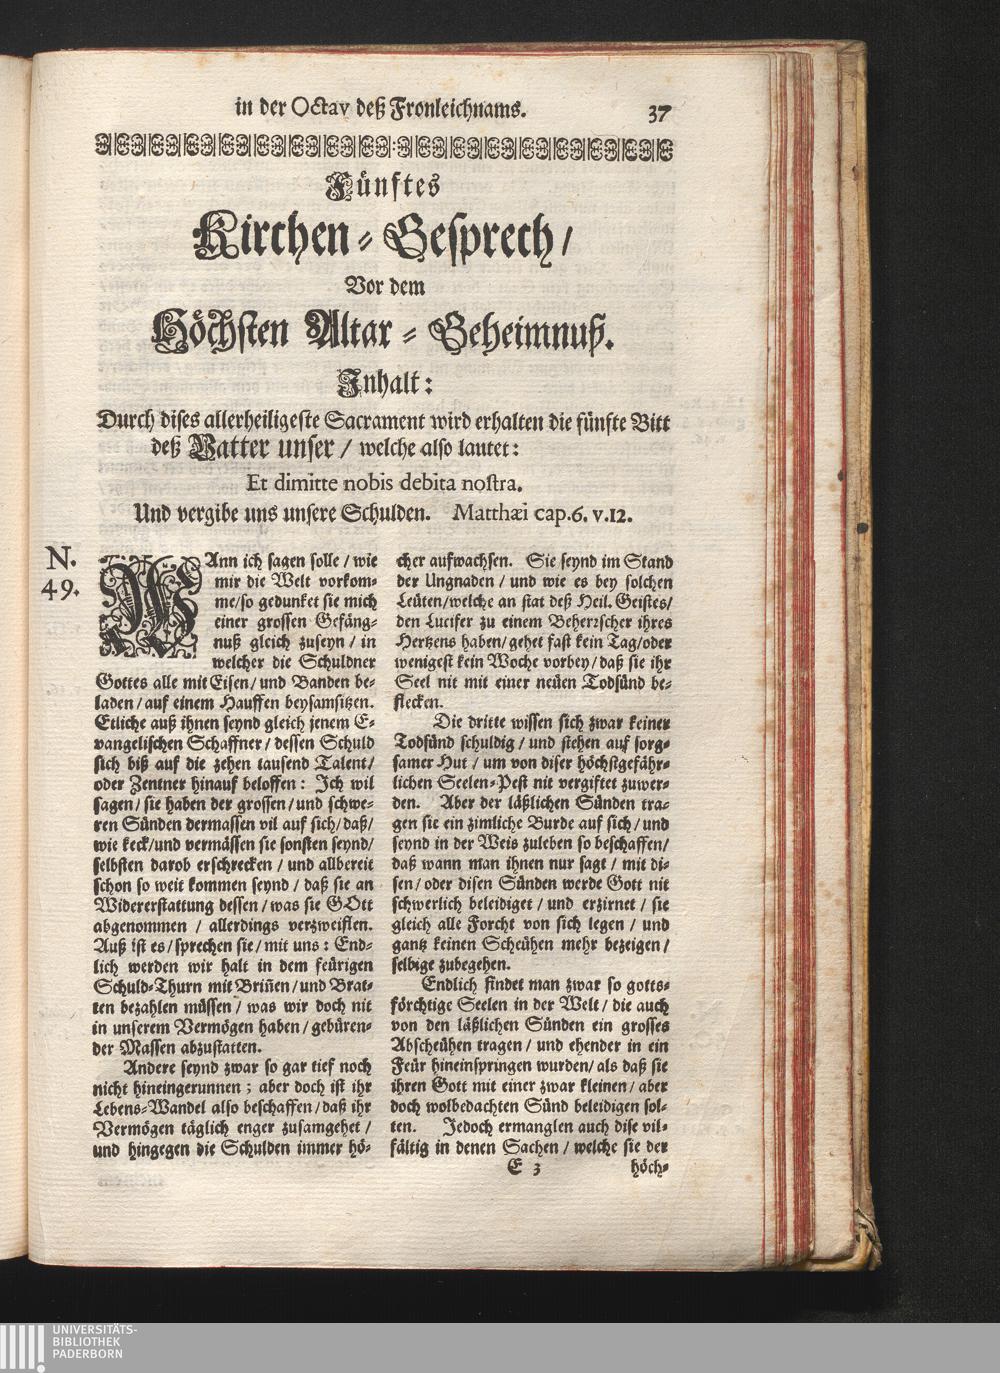 in der Octav deß Fronleichnams. 37
Fünftes
Kirchen-Gesprech /
Vor dem
Höchsten Altar-Geheimnuß.
Inhalt:
Durch dises allerheiligeste Sacrament wird erhalten die fünfte Bitt
deß Vatter unser / welche also lautet:
Et dimitte nobis debita nostra.
Und vergibe uns unsere Schulden. Matthæi cap.6. v.12.
N.
49.
WAnn ich sagen solle / wie
mir die Welt vorkom-
me/so gedunket sie mich
einer grossen Gefäng-
nuß gleich zuseyn / in
welcher die Schuldner
Gottes alle mit Eisen / und Banden be-
laden / auf einem Hauffen beysamsitzen.
Etliche auß ihnen seynd gleich jenem E-
vangelischen Schaffner / dessen Schuld
sich biß auf die zehen tausend Talent/
oder Zentner hinauf beloffen: Ich wil
sagen / sie haben der grossen / und schwe-
ren Sünden dermassen vil auf sich / daß/
wie keck/und vermässen sie sonsten seynd/
selbsten darob erschrecken / und allbereit
schon so weit kommen seynd / daß sie an
Widererstattung dessen / was sie GOtt
abgenommen / allerdings verzweiflen.
Auß ist es / sprechen sie / mit uns: End-
lich werden wir halt in dem feürigen
Schuld-Thurn mit Briñen / und Brat-
ten bezahlen müssen / was wir doch nit
in unserem Vermögen haben / gebüren-
der Massen abzustatten.
Andere seynd zwar so gar tief noch
nicht hineingerunnen; aber doch ist ihr
Lebens-Wandel also beschaffen / daß ihr
Vermögen täglich enger zusamgehet /
und hingegen die Schulden immer hö-
cher aufwachsen. Sie seynd im Stand
der Ungnaden / und wie es bey solchen
Leüten/welche an stat deß Heil. Geistes/
den Lucifer zu einem Beherrscher ihres
Hertzens haben / gehet fast kein Tag/oder
wenigest kein Woche vorbey / daß sie ihr
Seel nit mit einer neüen Todsünd be-
flecken.
Die dritte wissen sich zwar keiner
Todsünd schuldig / und stehen auf sorg-
samer Hut / um von diser höchstgefähr-
lichen Seelen-Pest nit vergiftet zuwer-
den. Aber der läßlichen Sünden tra-
gen sie ein zimliche Burde auf sich / und
seynd in der Weis zuleben so beschaffen/
daß wann man ihnen nur sagt / mit di-
sen / oder disen Sünden werde Gott nit
schwerlich beleidiget / und erzirnet / sie
gleich alle Forcht von sich legen / und
gantz keinen Scheühen mehr bezeigen /
selbige zubegehen.
Endlich findet man zwar so gotts-
förchtige Seelen in der Welt / die auch
von den läßlichen Sünden ein grosses
Abscheühen tragen / und ehender in ein
Feür hineinspringen wurden / als daß sie
ihren Gott mit einer zwar kleinen / aber
doch wolbedachten Sünd beleidigen sol-
ten. Jedoch ermanglen auch dise vil-
fältig in denen Sachen / welche sie der
E 3 höch-
UNIVERSITÄTS-
BIBLIOTHEK
PADERBORN